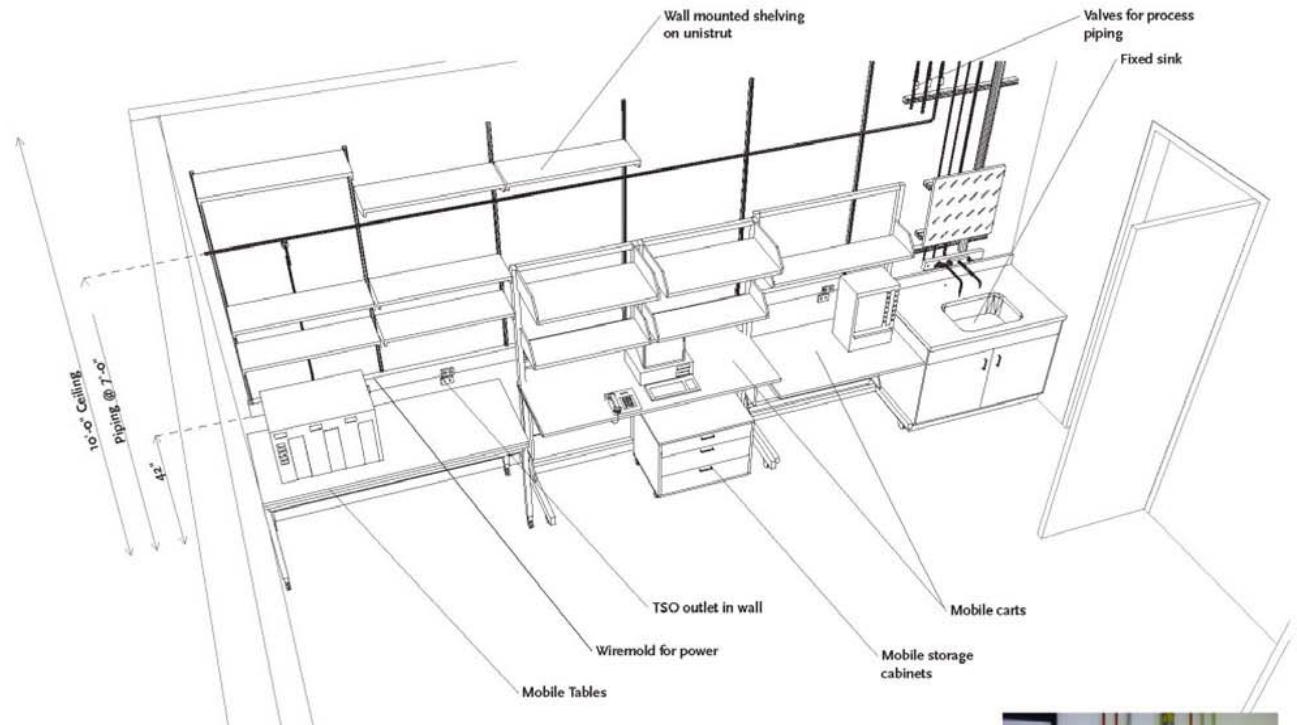 Wall mounted shelving
on unistrut
Valves for process
piping
Fixed sink
10'-0" Ceiling
Piping @ 7'-0"
42"
TSO outlet in wall
Mobile carts
Wiremold for power
Mobile storage
cabinets
Mobile Tables